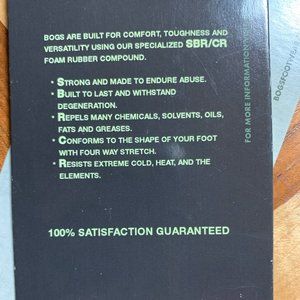 BOGS ARE BUILT FOR COMFORT, TOUGHNESS AND
VERSATILITY USING OUR SPECIALIZED SBR/CR
FOAM RUBBER COMPOUND.
· STRONG AND MADE TO ENDURE ABUSE.
· BUILT TO LAST AND WITHSTAND
DEGENERATION.
· REPELS MANY CHEMICALS, SOLVENTS, OILS,
FATS AND GREASES.
· CONFORMS TO THE SHAPE OF YOUR FOOT
WITH FOUR WAY STRETCH.
· RESISTS EXTREME COLD, HEAT, AND THE
ELEMENTS.
100% SATISFACTION GUARANTEED
FOR MORE INFORMATION